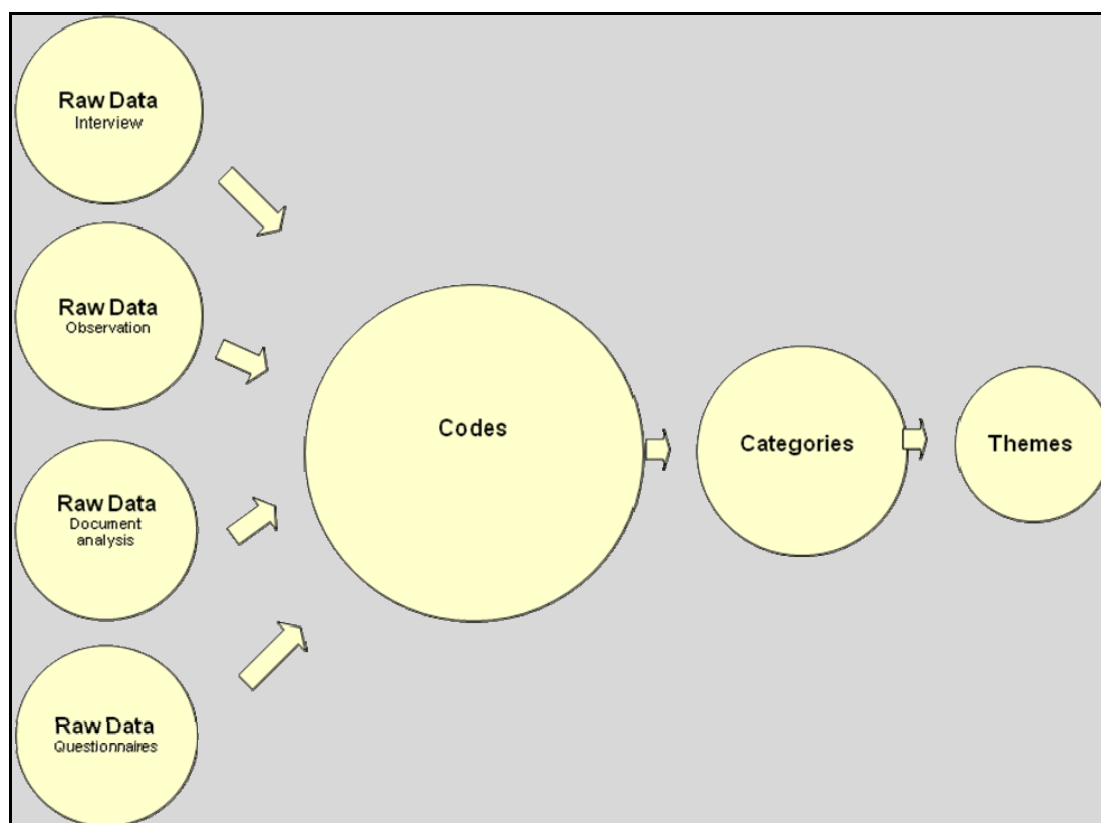 Raw Data
Interview
Raw Data
Observation
Raw Data
Document
analysis
Raw Data
Questionnaires
Codes
Categories
Themes